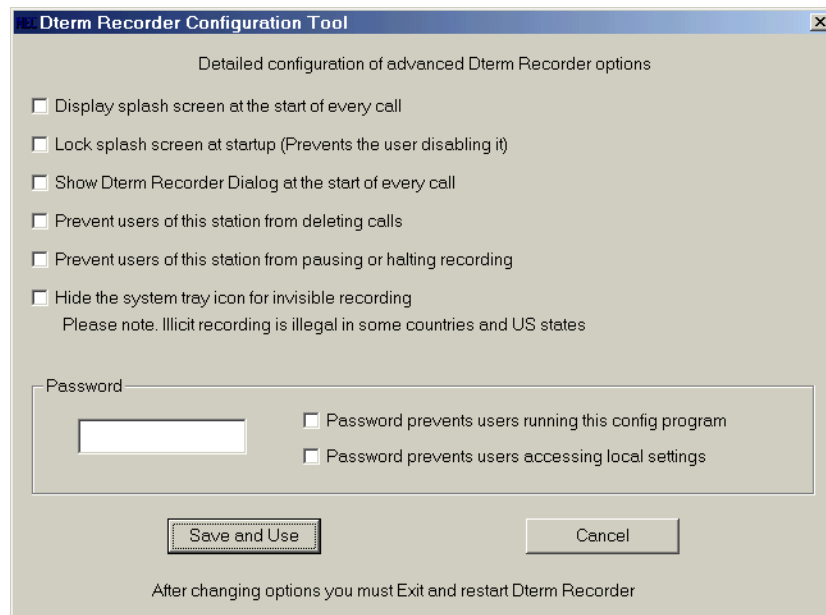 NEC Dterm Recorder Configuration Tool
Detailed configuration of advanced Dterm Recorder options
Display splash screen at the start of every call
Lock splash screen at startup (Prevents the user disabling it)
Show Dterm Recorder Dialog at the start of every call
Prevent users of this station from deleting calls
Prevent users of this station from pausing or halting recording
Hide the system tray icon for invisible recording
Please note. Illicit recording is illegal in some countries and US states
Password
Password prevents users running this config program
Password prevents users accessing local settings
Save and Use
Cancel
After changing options you must Exit and restart Dterm Recorder